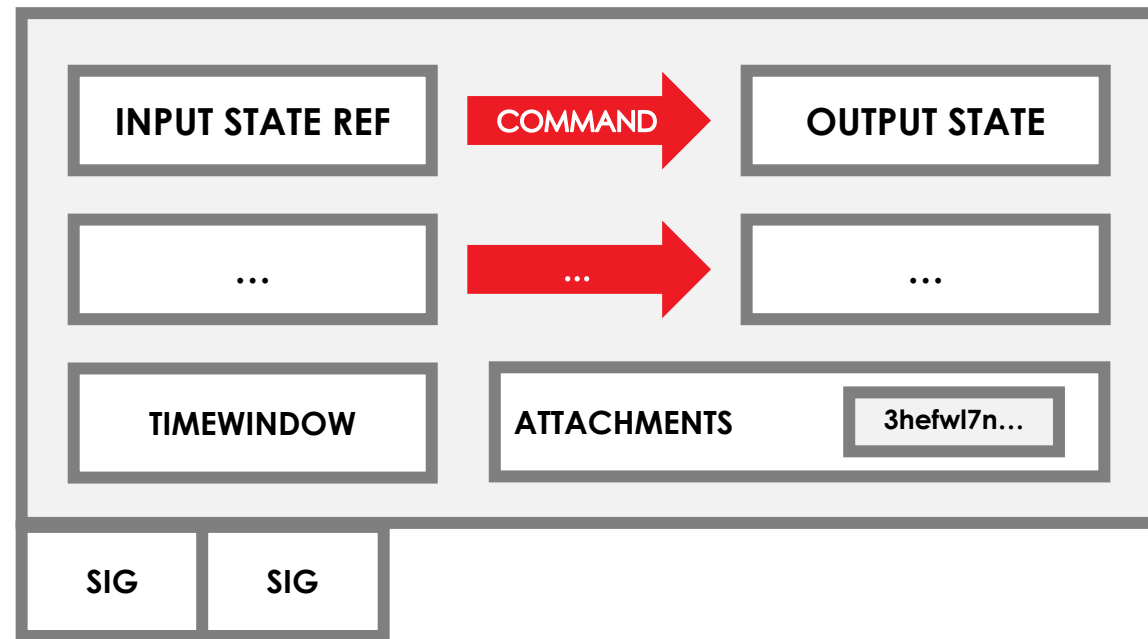 INPUT STATE REF
COMMAND
OUTPUT STATE
...
...
...
TIMEWINDOW
ATTACHMENTS
3hefwl7n...
SIG
SIG